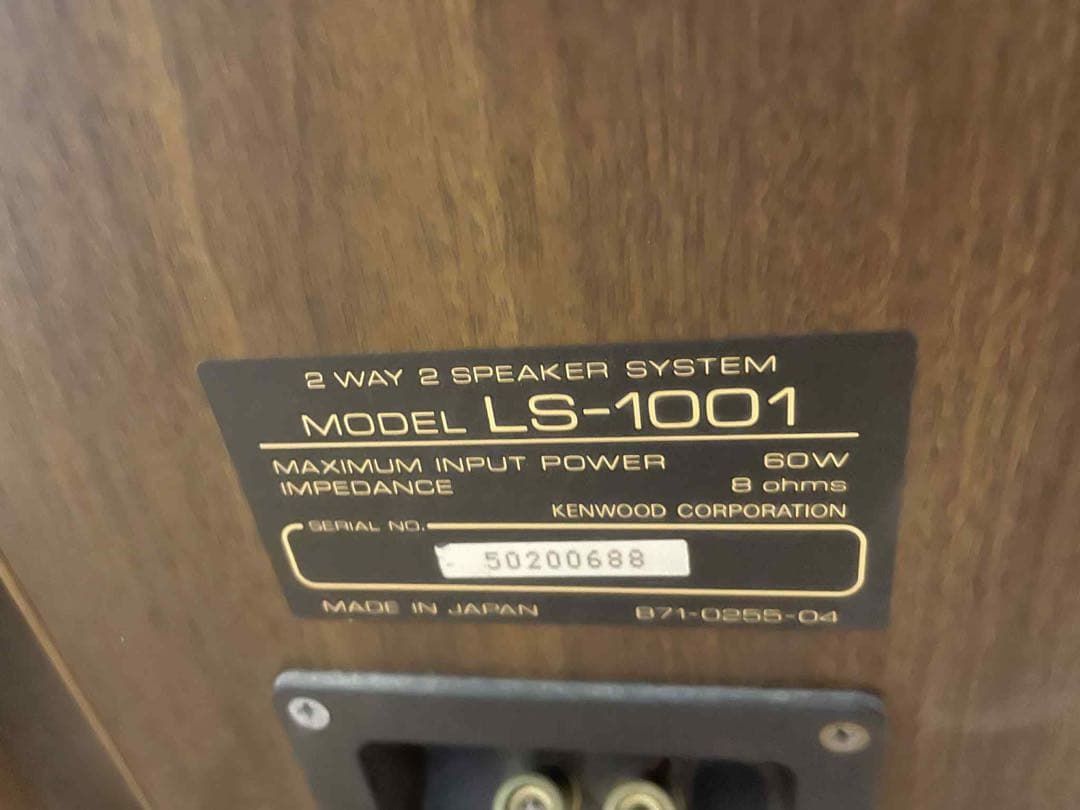 2 WAY 2 SPEAKER SYSTEM
MODEL LS-1001
MAXIMUM INPUT POWER 60W
IMPEDANCE 8 ohms
KENWOOD CORPORATION
SERIAL NO.
50200688
MADE IN JAPAN B71-0255-04